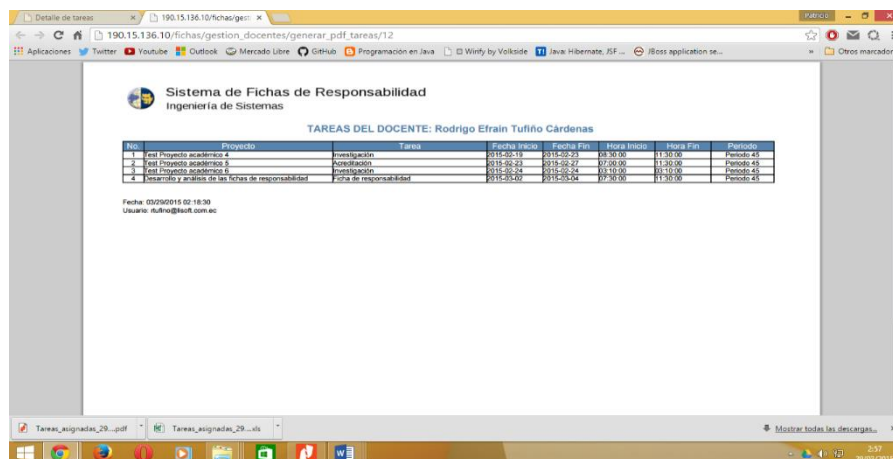 Detalle de tareas
190.15.136.10/fichas/gest
190.15.136.10/fichas/gestion_docentes/generar_pdf_tareas/12
Aplicaciones Twitter Youtube Outlook Mercado Libre GitHub Programación en Java Winify by Volkside Java: Hibernate, JSF ... JBoss application se... » Otros marcador
Sistema de Fichas de Responsabilidad
Ingeniería de Sistemas
TAREAS DEL DOCENTE: Rodrigo Efrain Tufiño Cárdenas
No. Proyecto Tarea Fecha Inicio Fecha Fin Hora Inicio Hora Fin Periodo
1 Test Proyecto académico 4 Investigación 2015-02-19 2015-02-23 08:30:00 11:30:00 Periodo 45
2 Test Proyecto académico 5 Acreditación 2015-02-23 2015-02-27 07:00:00 11:00:00 Periodo 45
3 Test Proyecto académico 6 Investigación 2015-02-24 2015-02-24 03:10:00 03:10:00 Periodo 45
4 Desarrollo y análisis de las fichas de responsabilidad Ficha de responsabilidad 2015-03-02 2015-03-04 07:30:00 11:30:00 Periodo 45
Fecha: 03/29/2015 02:18:30
Usuario: rtufino@lisoft.com.ec
Tareas_asignadas_29....pdf Tareas_asignadas_29....xls Mostrar todas las descargas...
2:57